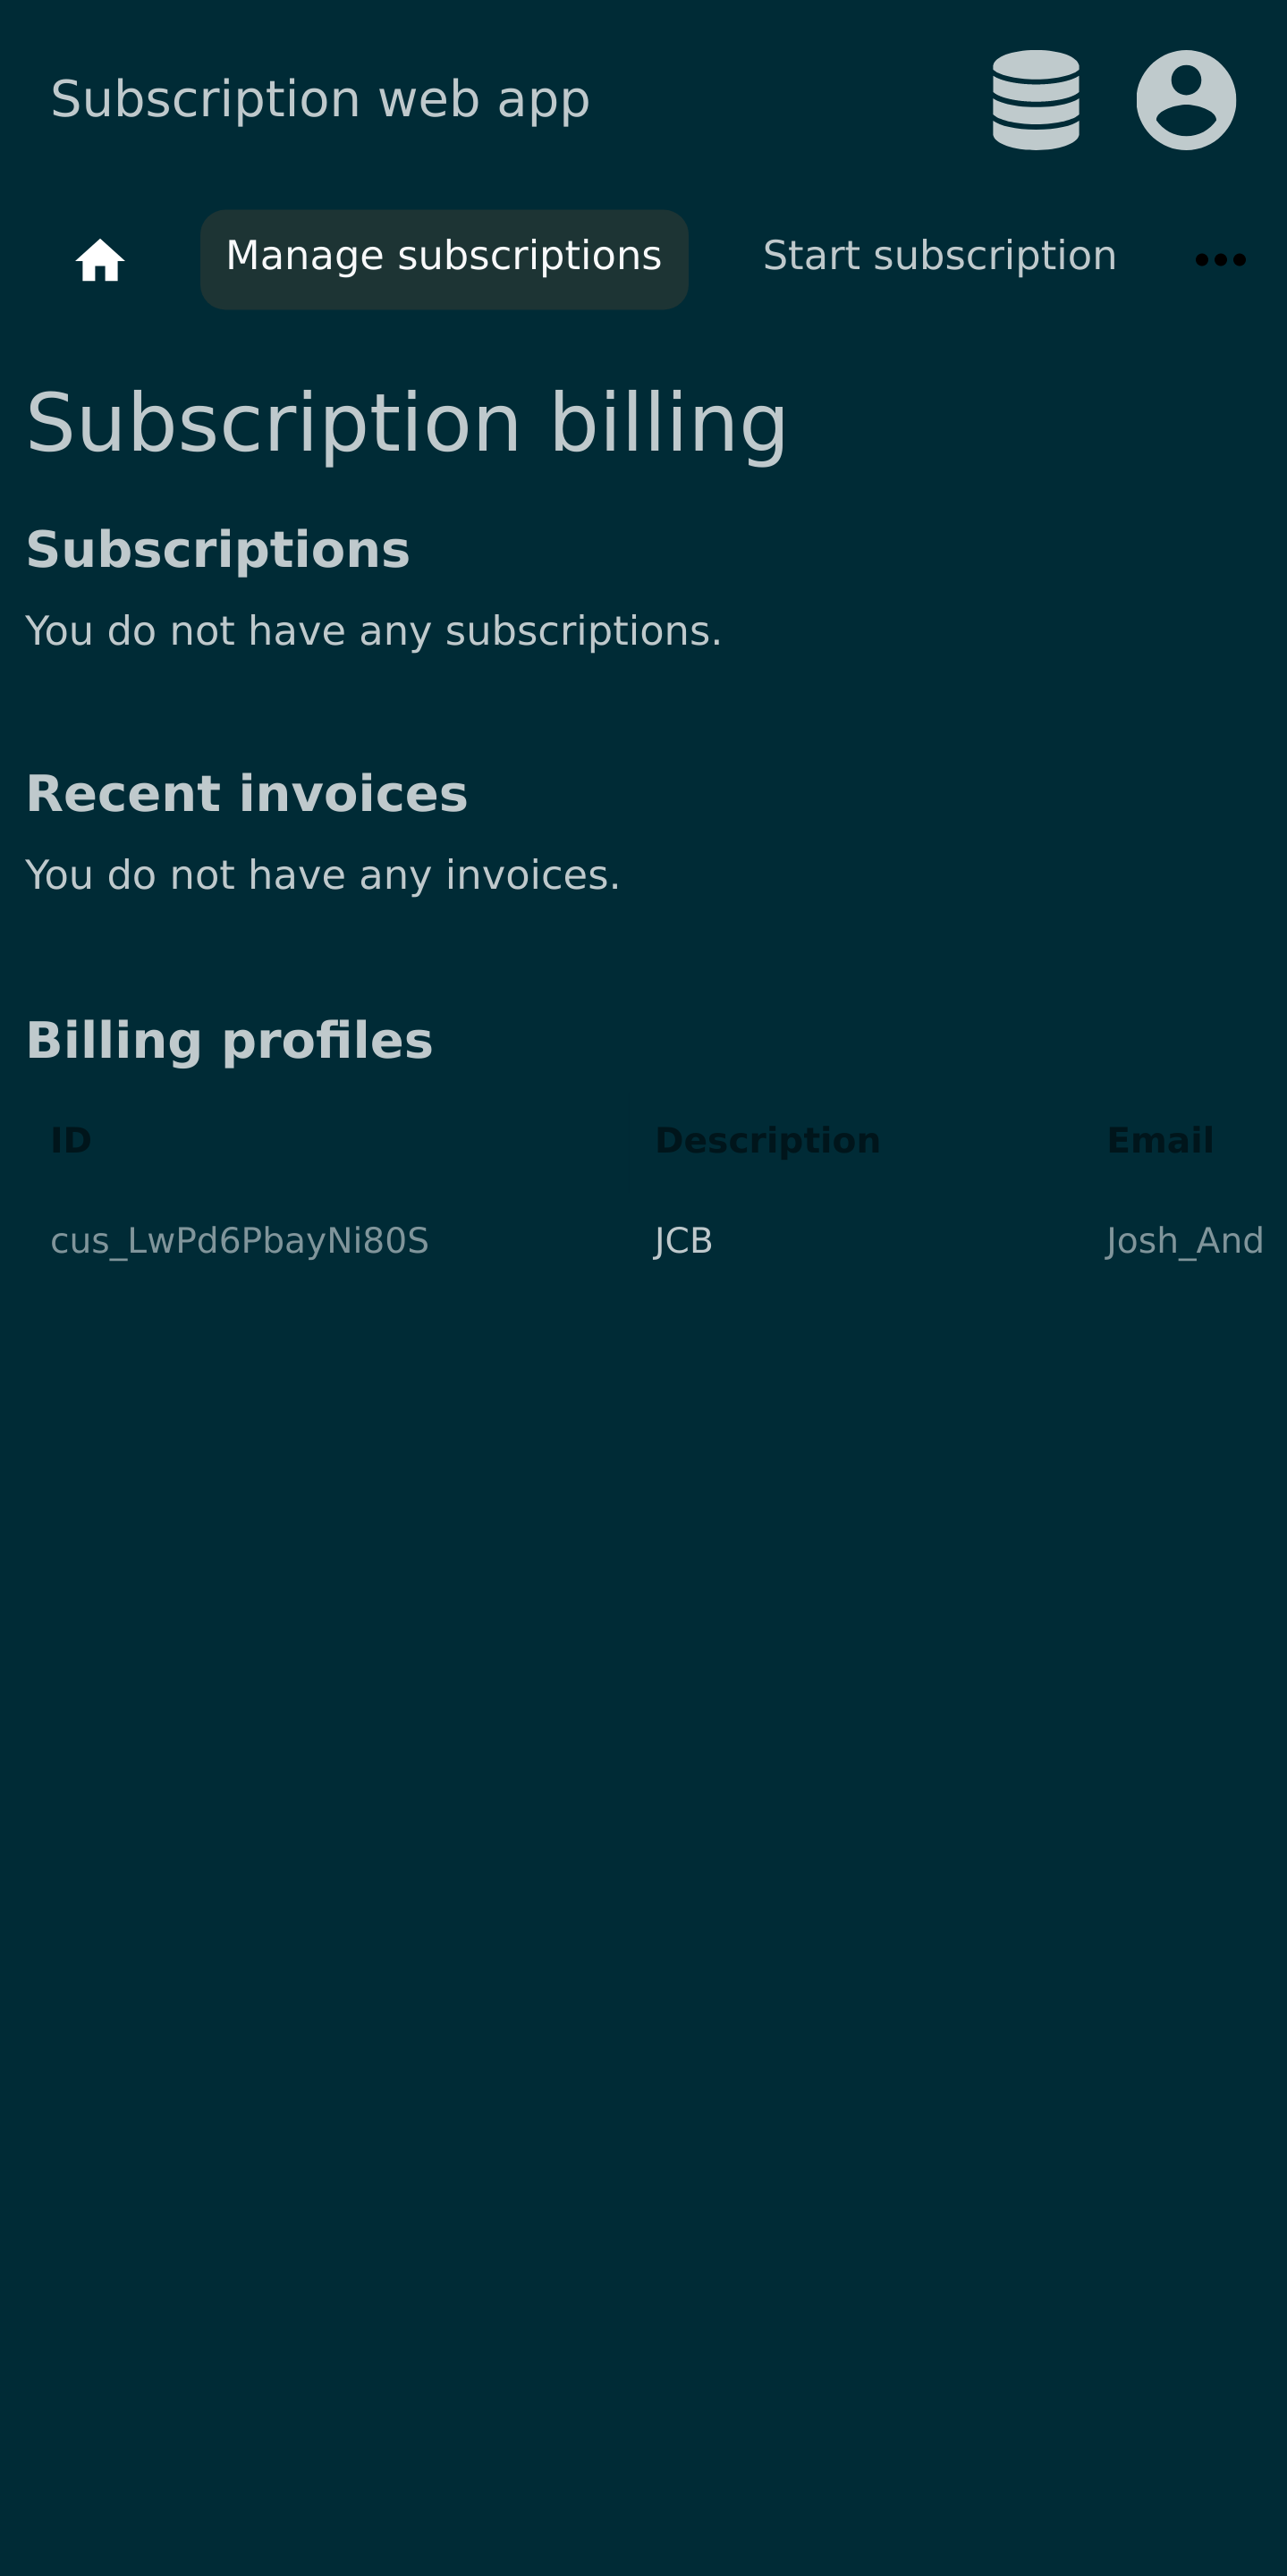 Subscription web app
Manage subscriptions Start subscription
Subscription billing
Subscriptions
You do not have any subscriptions.
Recent invoices
You do not have any invoices.
Billing profiles
ID Description Email
cus_LwPd6PbayNi80S JCB Josh_And